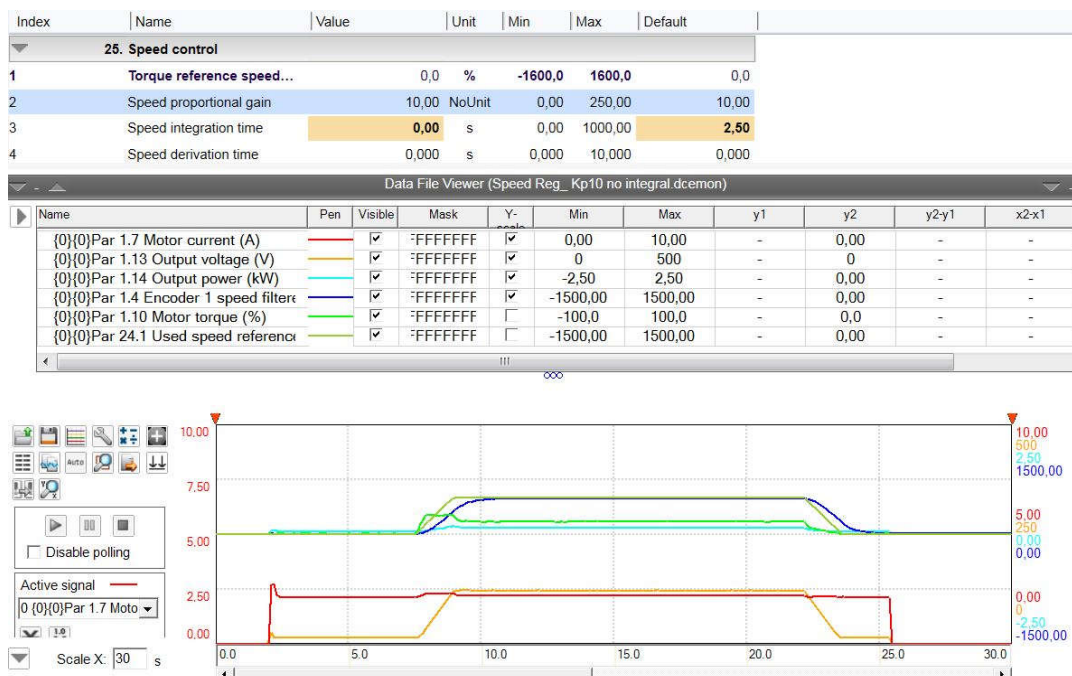 Index Name Value Unit Min Max Default
25. Speed control
1 Torque reference speed... 0,0 % -1600,0 1600,0 0,0
2 Speed proportional gain 10,00 NoUnit 0,00 250,00 10,00
3 Speed integration time 0,00 s 0,00 1000,00 2,50
4 Speed derivation time 0,000 s 0,000 10,000 0,000
Data File Viewer (Speed Reg_ Kp10 no integral.dcemon)
Name Pen Visible Mask Y- Min Max y1 y2 y2-y1 x2-x1
{0}{0}Par 1.7 Motor current (A) FFFFFFF 0,00 10,00 - 0,00 - -
{0}{0}Par 1.13 Output voltage (V) FFFFFFF 0 500 - 0 - -
{0}{0}Par 1.14 Output power (kW) FFFFFFF -2,50 2,50 - 0,00 - -
{0}{0}Par 1.4 Encoder 1 speed filtere FFFFFFF -1500,00 1500,00 - 0,00 - -
{0}{0}Par 1.10 Motor torque (%) FFFFFFF -100,0 100,0 - 0,0 - -
{0}{0}Par 24.1 Used speed reference FFFFFFF -1500,00 1500,00 - 0,00 - -
10.00
7.50
5.00
2.50
0.00
10,00
500
2,50
1500,00
5,00
250
0,00
0,00
0,00
0
-2,50
-1500,00
AUTO
Disable polling
Active signal
0 {0}{0}Par 1.7 Moto
1.0
Scale X: 30 s
0.0 5.0 10.0 15.0 20.0 25.0 30.0